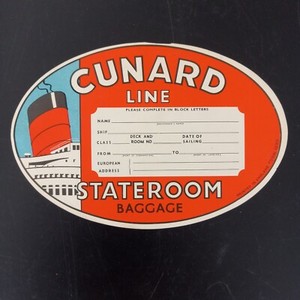 CUNARD
LINE
PLEASE COMPLETE IN BLOCK LETTERS
NAME
SHIP
CLASS DECK AND ROOM NO DATE OF SAILING
FROM TO
EUROPEAN
ADDRESS
STATEROOM
BAGGAGE